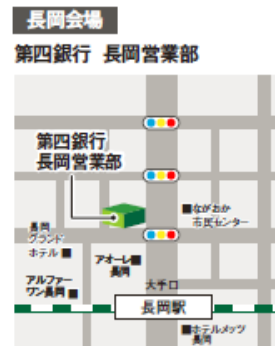 長岡会場
第四銀行 長岡営業部
第四銀行
長岡営業部
■ながおか
市民センター
長岡
グランド
ホテル■
アオーレ■
長岡
アルファー
ワン長岡■
大手口
長岡駅
■ホテルメッツ
長岡